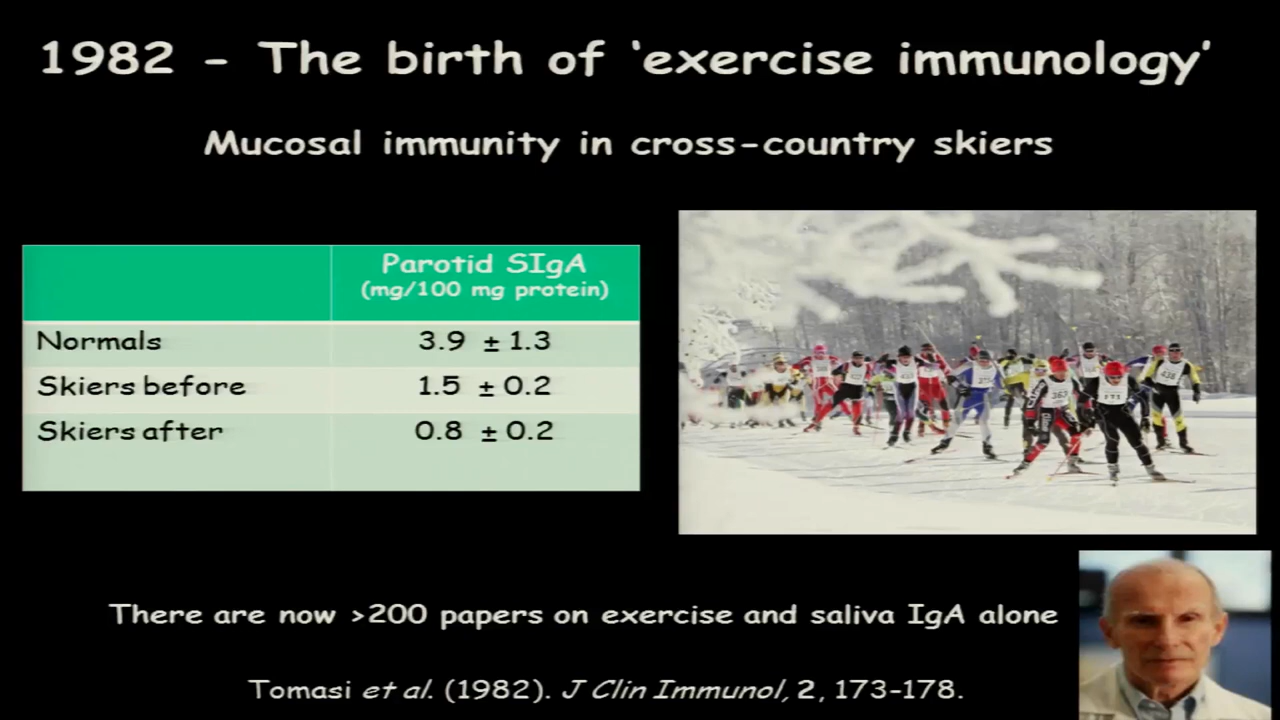 1982 - The birth of ‘exercise immunology’
Mucosal immunity in cross-country skiers
Parotid SIgA
(mg/100 mg protein)
Normals 3.9 ± 1.3
Skiers before 1.5 ± 0.2
Skiers after 0.8 ± 0.2
There are now >200 papers on exercise and saliva IgA alone
Tomasi et al. (1982). J Clin Immunol, 2, 173-178.